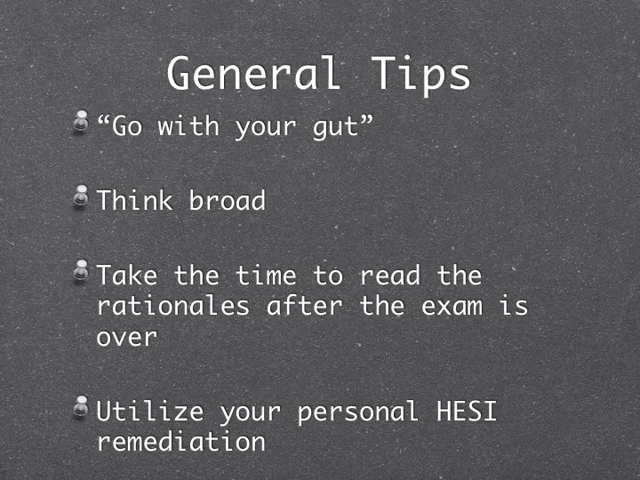 General Tips
“Go with your gut”
Think broad
Take the time to read the
rationales after the exam is
over
Utilize your personal HESI
remediation